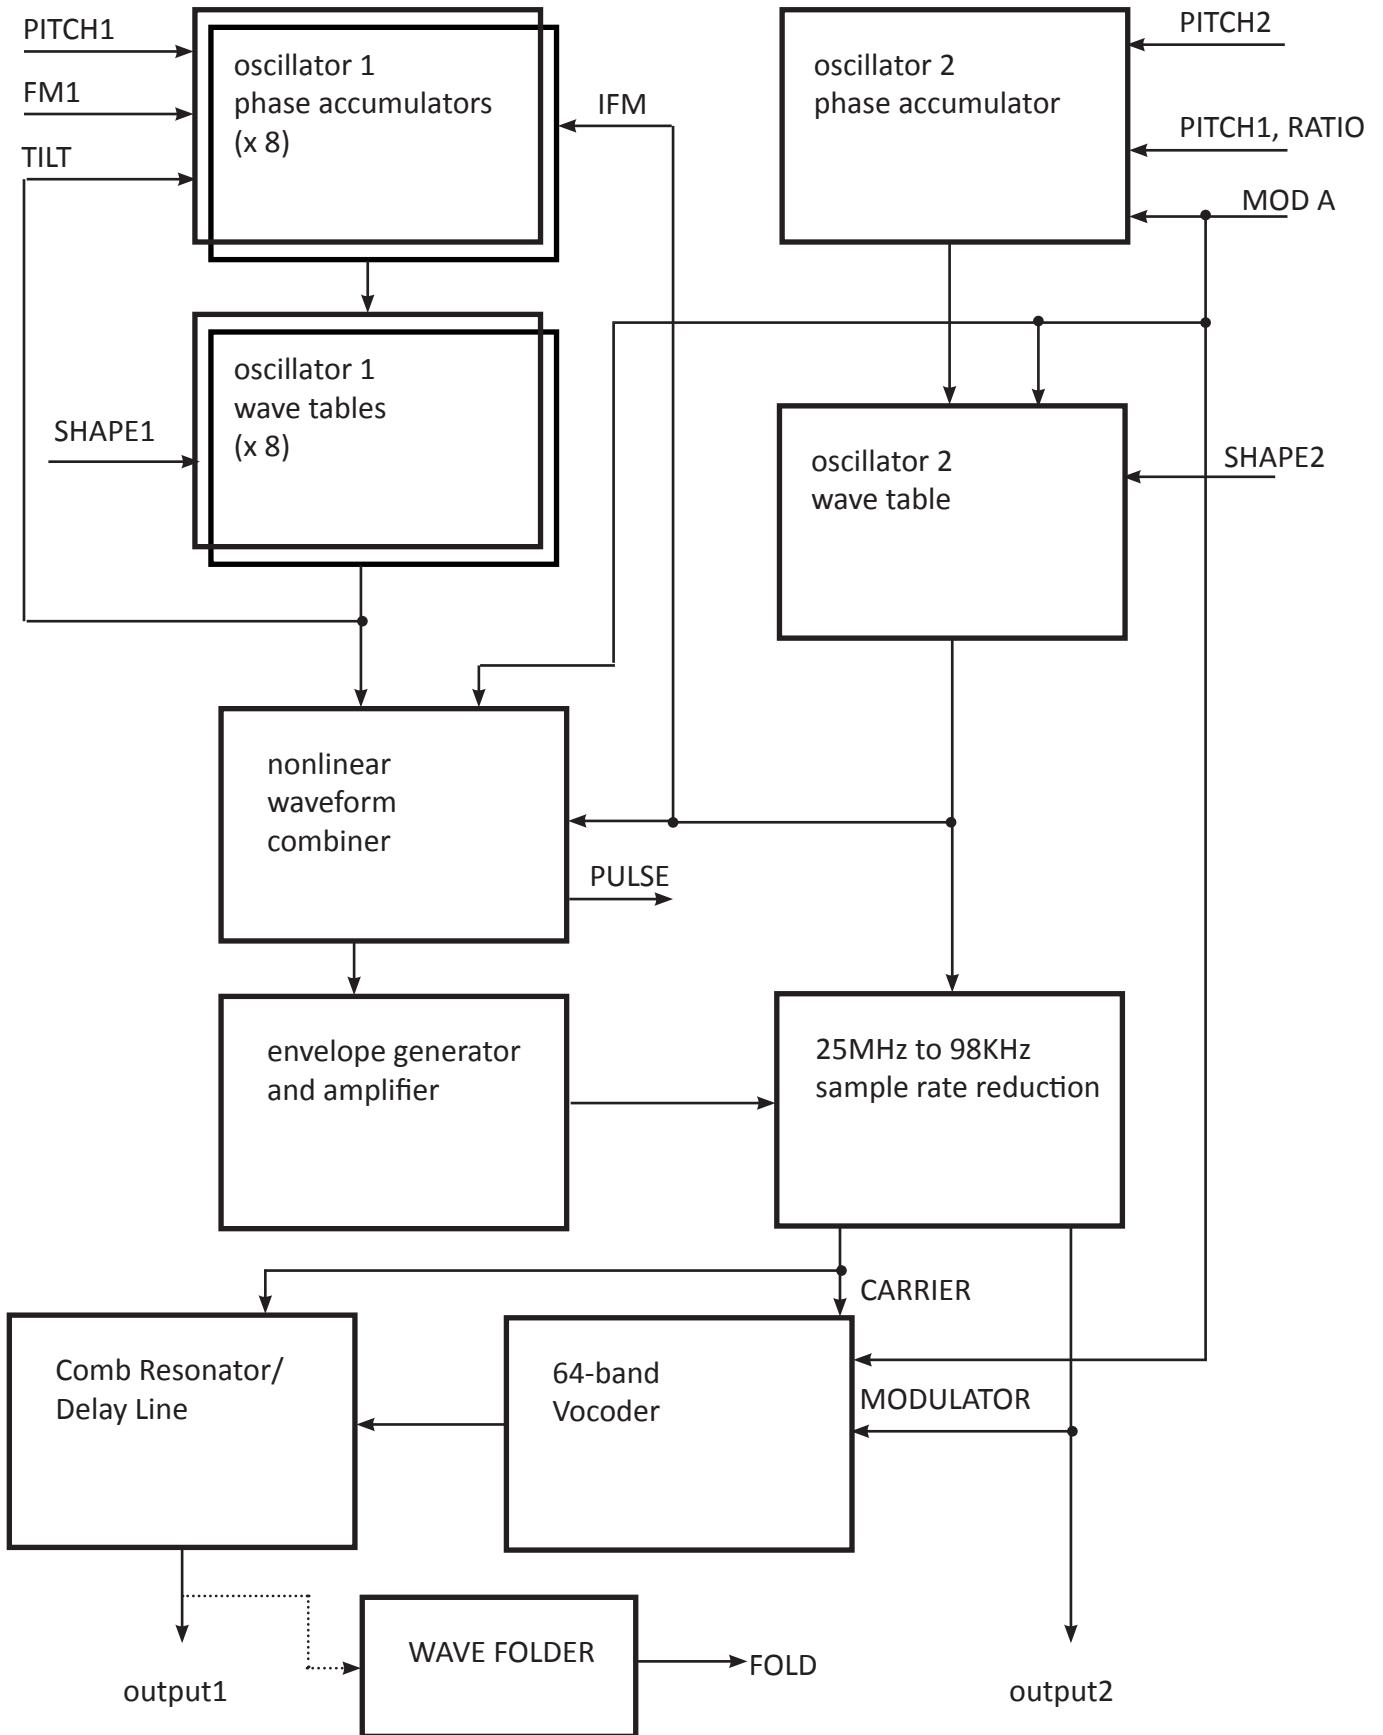 PITCH1
FM1
TILT
oscillator 1
phase accumulators
(x 8)
IFM
oscillator 2
phase accumulator
PITCH2
PITCH1, RATIO
MOD A
SHAPE1
oscillator 1
wave tables
(x 8)
oscillator 2
wave table
SHAPE2
nonlinear
waveform
combiner
PULSE
envelope generator
and amplifier
25MHz to 98KHz
sample rate reduction
CARRIER
Comb Resonator/
Delay Line
64-band
Vocoder
MODULATOR
WAVE FOLDER
FOLD
output1
output2